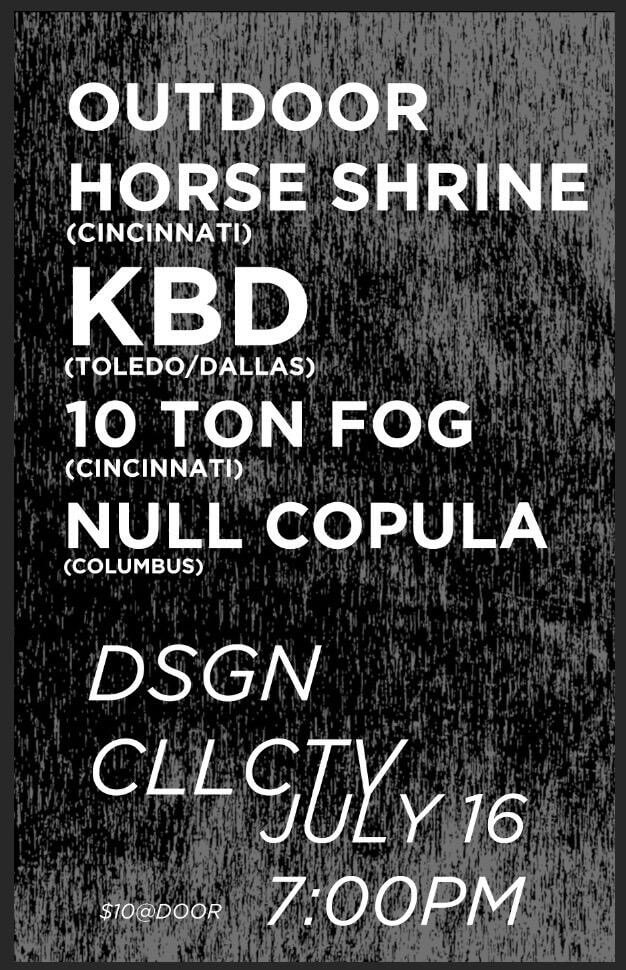 OUTDOOR
HORSE SHRINE
(CINCINNATI)
KBD
(TOLEDO/DALLAS)
10 TON FOG
(CINCINNATI)
NULL COPULA
(COLUMBUS)
DSGN
CLLCTV
JULY 16
7:00PM
$10@DOOR